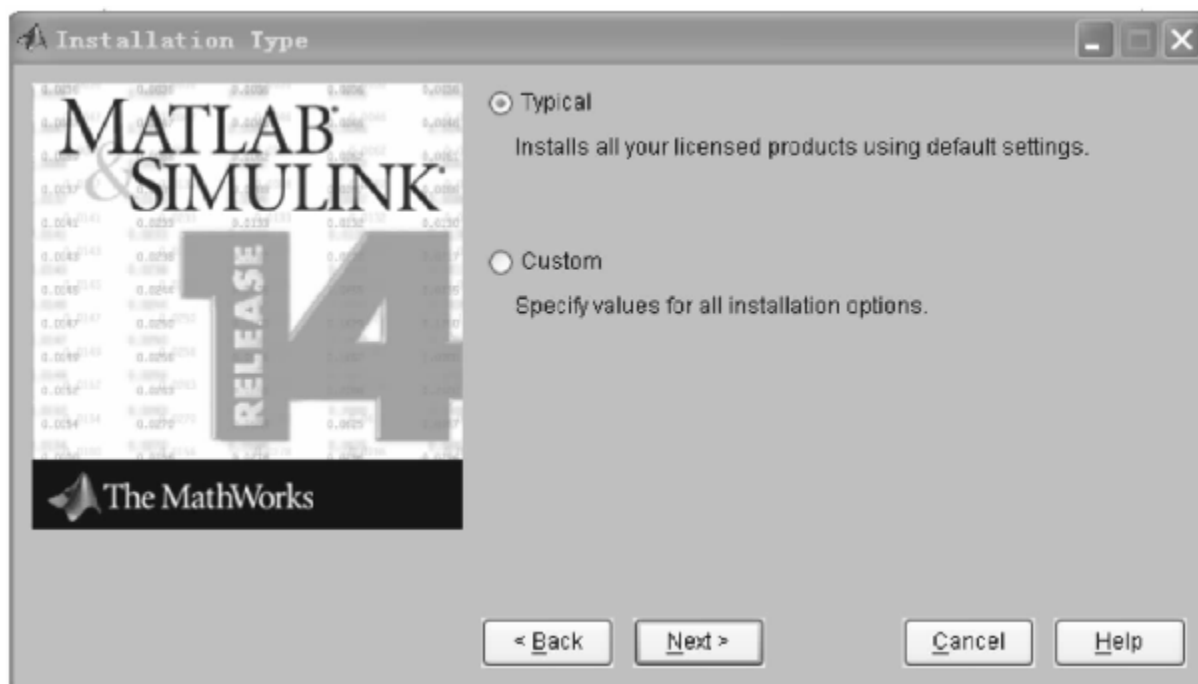 Installation Type
MATLAB
& SIMULINK
RELEASE
14
The MathWorks
Typical
Installs all your licensed products using default settings.
Custom
Specify values for all installation options.
< Back
Next >
Cancel
Help